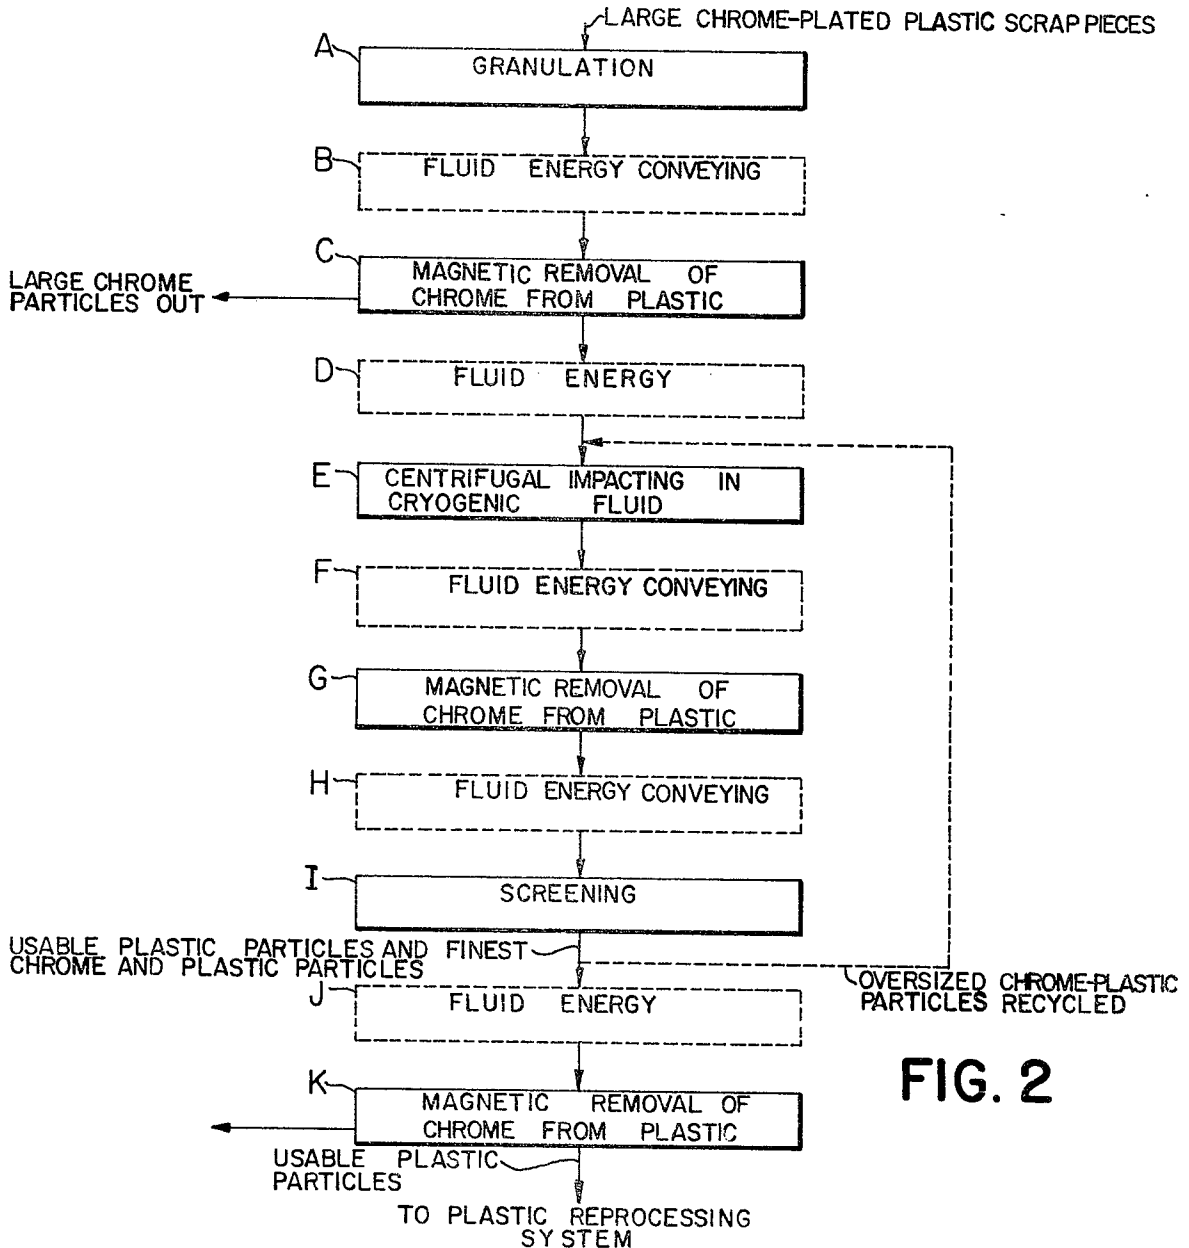 LARGE CHROME-PLATED PLASTIC SCRAP PIECES
A
GRANULATION
B
FLUID ENERGY CONVEYING
C
MAGNETIC REMOVAL OF
CHROME FROM PLASTIC
LARGE CHROME
PARTICLES OUT
D
FLUID ENERGY
E
CENTRIFUGAL IMPACTING IN
CRYOGENIC FLUID
F
FLUID ENERGY CONVEYING
G
MAGNETIC REMOVAL OF
CHROME FROM PLASTIC
H
FLUID ENERGY CONVEYING
I
SCREENING
USABLE PLASTIC PARTICLES AND FINEST
CHROME AND PLASTIC PARTICLES
OVERSIZED CHROME-PLASTIC
PARTICLES RECYCLED
J
FLUID ENERGY
FIG. 2
K
MAGNETIC REMOVAL OF
CHROME FROM PLASTIC
USABLE PLASTIC
PARTICLES
TO PLASTIC REPROCESSING
SYSTEM